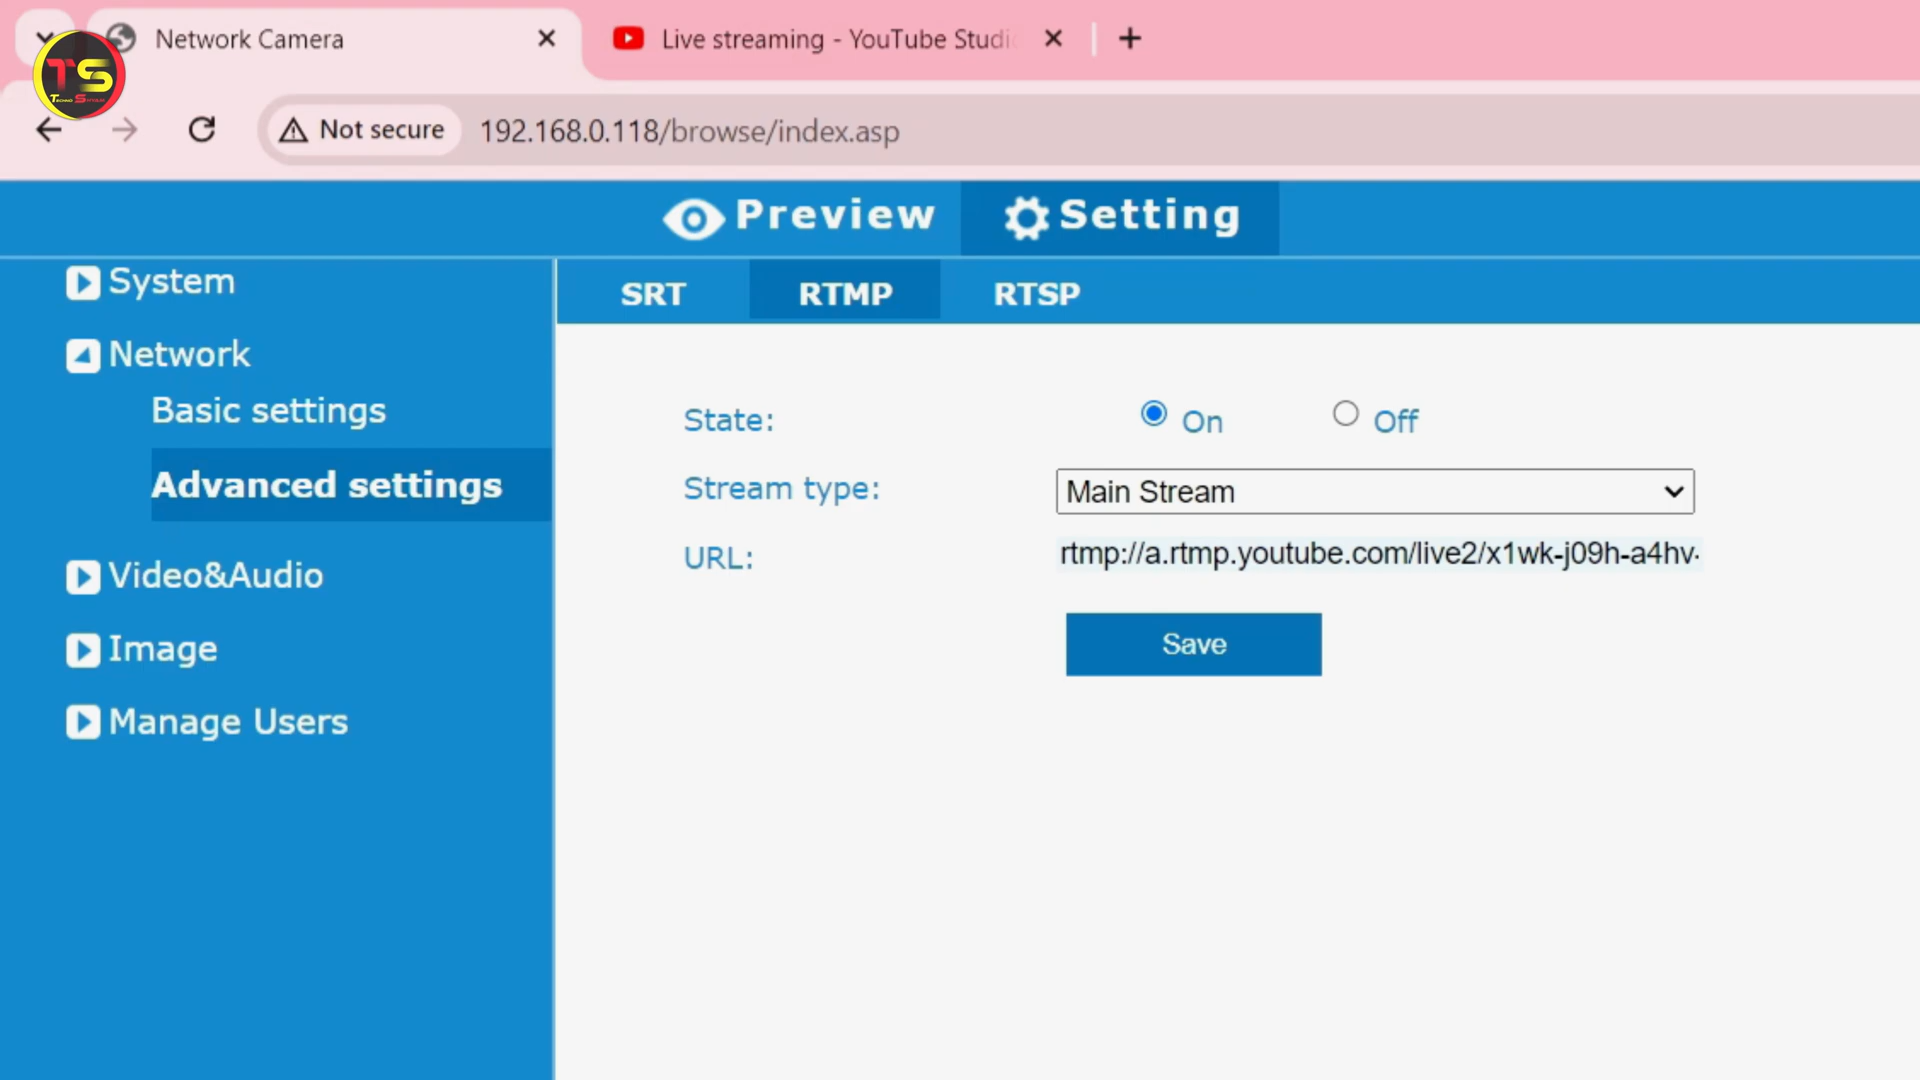 Network Camera
Live streaming - YouTube Studi
TS
Not secure
192.168.0.118/browse/index.asp
Preview
Setting
System
Network
Basic settings
Advanced settings
Video&Audio
Image
Manage Users
SRT
RTMP
RTSP
State:
On
Off
Stream type:
Main Stream
URL:
rtmp://a.rtmp.youtube.com/live2/x1wk-j09h-a4hv-
Save